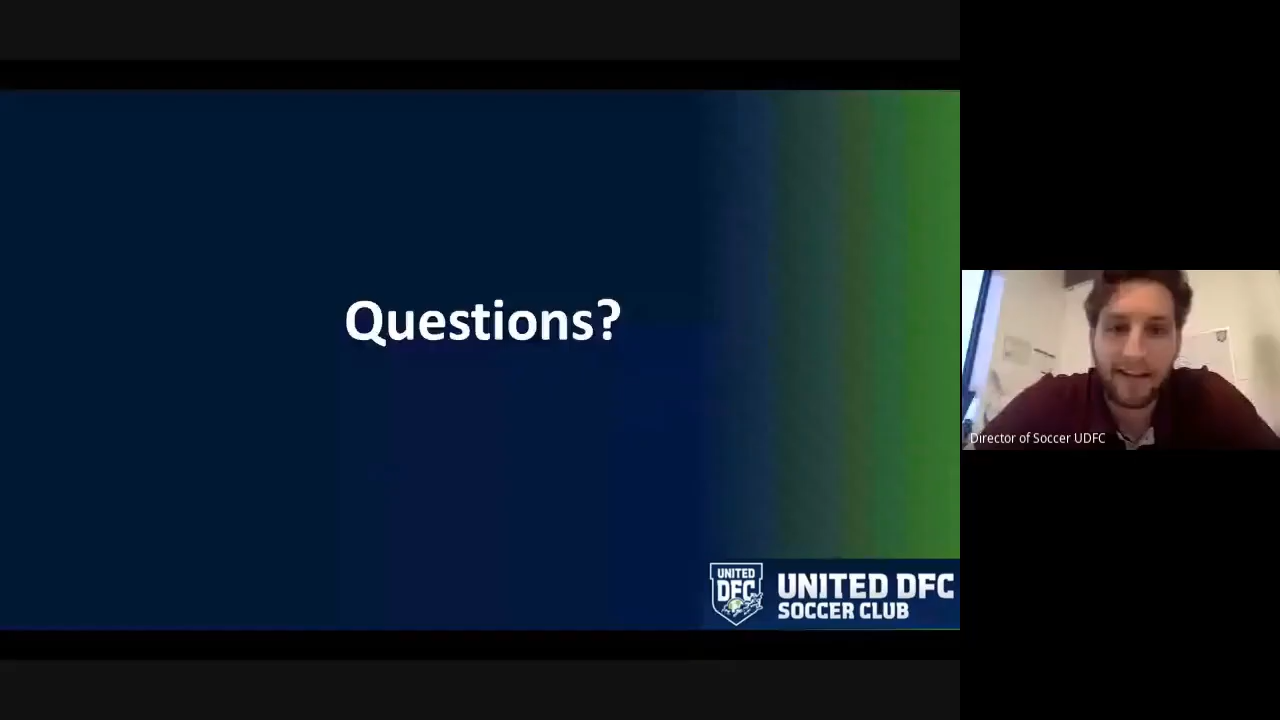 Questions?
Director of Soccer UDFC
UNITED
DFC
UNITED DFC
SOCCER CLUB